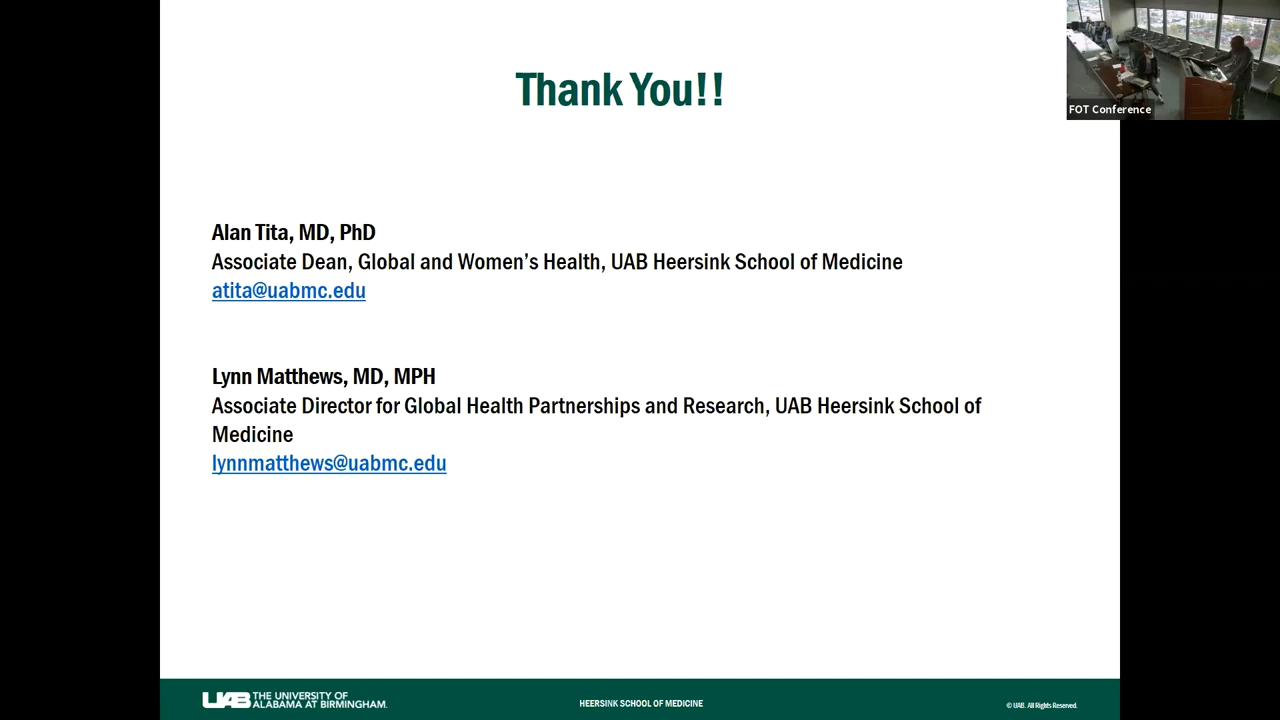 Thank You!!
FOT Conference
Alan Tita, MD, PhD
Associate Dean, Global and Women's Health, UAB Heersink School of Medicine
atita@uabmc.edu
Lynn Matthews, MD, MPH
Associate Director for Global Health Partnerships and Research, UAB Heersink School of
Medicine
lynnmatthews@uabmc.edu
UAB THE UNIVERSITY OF
ALABAMA AT BIRMINGHAM.
HEERSINK SCHOOL OF MEDICINE
© UAB. All Rights Reserved.